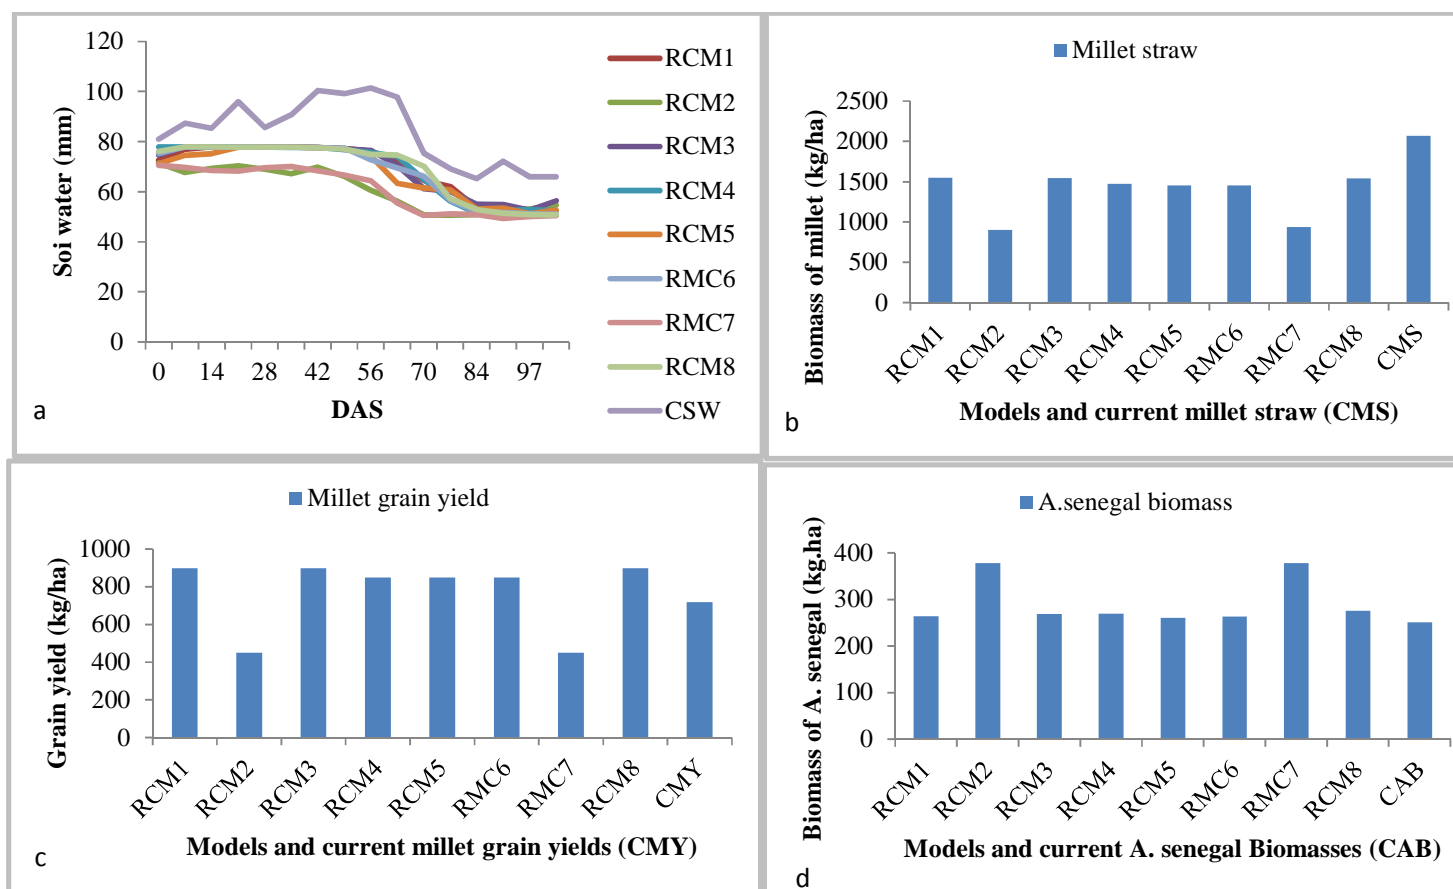 120
100
80
60
40
20
0
Soi water (mm)
0 14 28 42 56 70 84 97
DAS
RCM1
RCM2
RCM3
RCM4
RCM5
RMC6
RMC7
RCM8
CSW
a
Millet straw
2500
2000
1500
1000
500
0
Biomass of millet (kg/ha)
RCM1 RCM2 RCM3 RCM4 RCM5 RMC6 RMC7 RCM8 CMS
Models and current millet straw (CMS)
b
Millet grain yield
1000
800
600
400
200
0
Grain yield (kg/ha)
RCM1 RCM2 RCM3 RCM4 RCM5 RMC6 RMC7 RCM8 CMY
Models and current millet grain yields (CMY)
c
A.senegal biomass
400
300
200
100
0
Biomass of A. senegal (kg.ha)
RCM1 RCM2 RCM3 RCM4 RCM5 RMC6 RMC7 RCM8 CAB
Models and current A. senegal Biomasses (CAB)
d